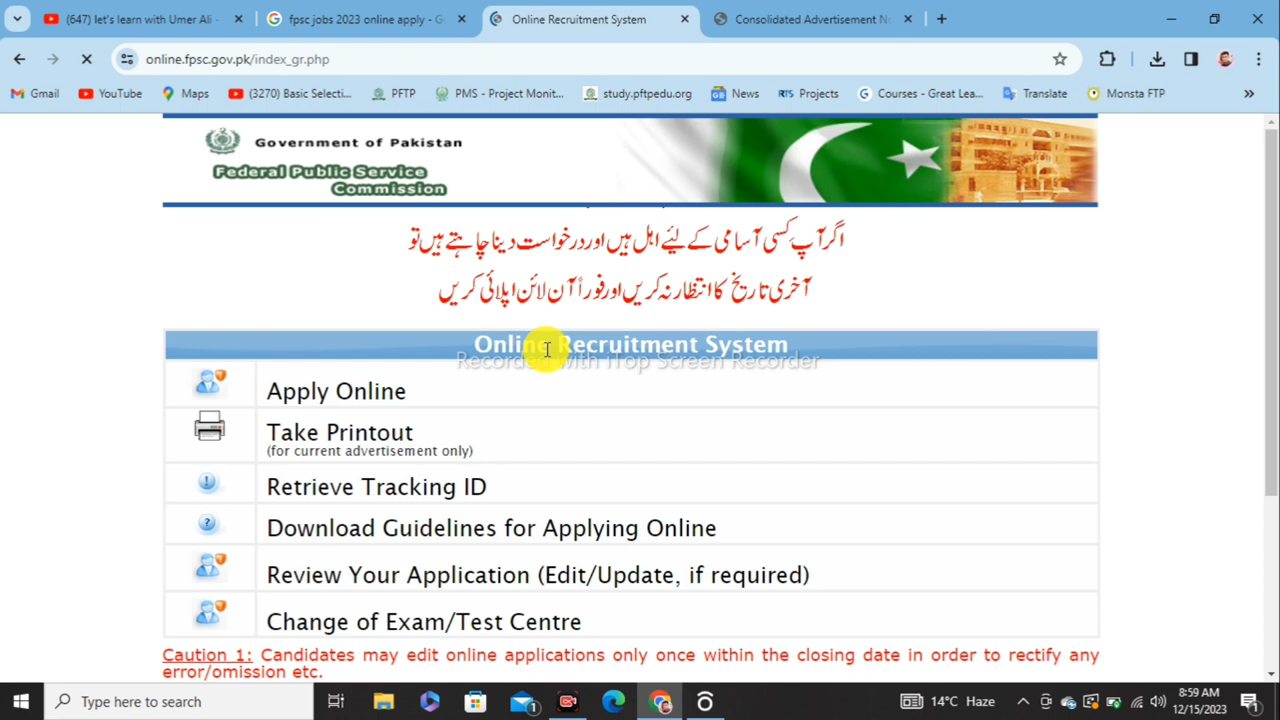 (647) let's learn with Umer Ali -
fpsc jobs 2023 online apply - G
Online Recruitment System
Consolidated Advertisement No
online.fpsc.gov.pk/index_gr.php
Gmail
YouTube
Maps
(3270) Basic Selecti...
PFTP
PMS - Project Monit...
study.pftpedu.org
News
RTS Projects
Courses - Great Lea...
Translate
Monsta FTP
Government of Pakistan
Federal Public Service
Commission
اگر آپ کسی آسامی کے لئیے اہل ہیں اور درخواست دینا چاہتے ہیں تو
آخری تاریخ کا انتظار نہ کریں اور فوراً آن لائن اپلائی کریں
Online Recruitment System
Recorded with iTop Screen Recorder
Apply Online
Take Printout
(for current advertisement only)
Retrieve Tracking ID
Download Guidelines for Applying Online
Review Your Application (Edit/Update, if required)
Change of Exam/Test Centre
Caution 1: Candidates may edit online applications only once within the closing date in order to rectify any
error/omission etc.
Type here to search
1
14°C Haze
8:59 AM
12/15/2023
1